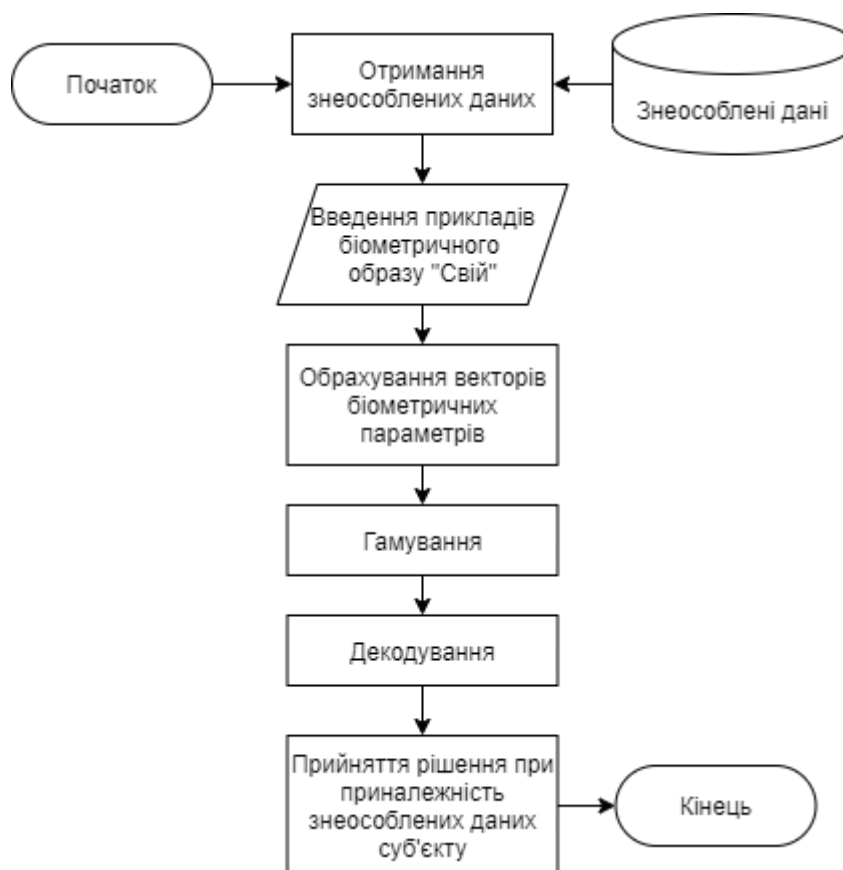 Початок
Отримання
знеособлених даних
Знеособлені дані
Введення прикладів
біометричного
образу "Свій"
Обрахування векторів
біометричних
параметрів
Гамування
Декодування
Прийняття рішення при
приналежність
знеособлених даних
суб'єкту
Кінець